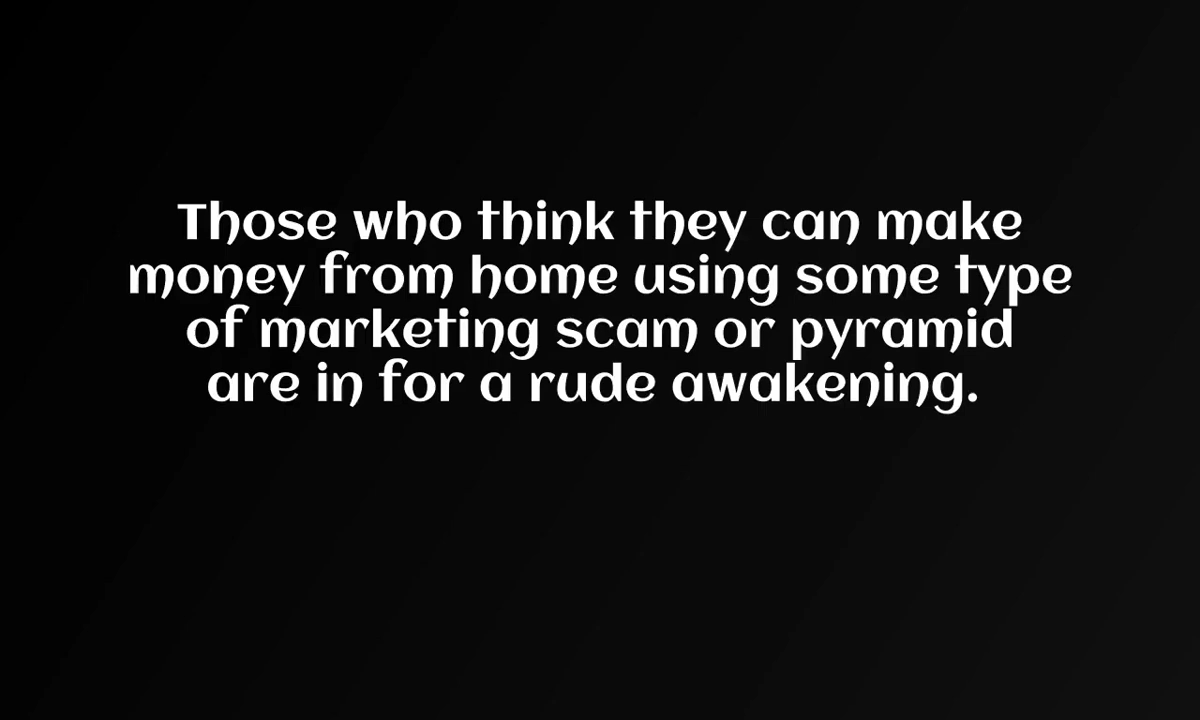 Those who think they can make
money from home using some type
of marketing scam or pyramid
are in for a rude awakening.